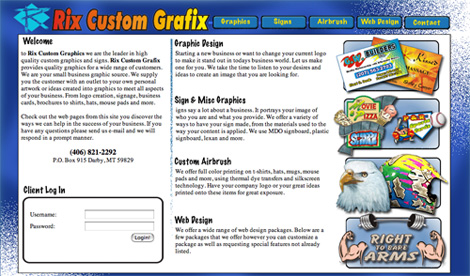 Rix Custom Grafix
Graphics
Signs
Airbrush
Web Design
Contact
Welcome
to Rix Custom Graphics we are the leader in high
quality custom graphics and signs. Rix Custom Grafix
provides quality graphics for a wide range of customers.
We are your small business graphic source. We supply
you the customer with an outlet to your own personal
artwork or ideas created into graphics to meet all aspects
of your business. From logo creation, signage, business
cards, brochures to shirts, hats, mouse pads and more.
Check out the web pages from this site you discover the
ways we can help in the success of your business. If you
have any questions please send us e-mail and we will
respond in a prompt manner.
(406) 821-2292
P.O. Box 915 Darby, MT 59829
Client Log In
Username:
Password:
Login!
Graphic Design
Starting a new business or want to change your current logo
to make it stand out in todays business world. Let us make
one for you. We take the time to listen to your desires and
ideas to create an image that you are looking for.
Sign & Misc Graphics
signs say a lot about a business. It portrays your image of
who you are and what you provide. We offer a variety of
ways to have your sign made, from the materials used to the
way your content is applied. We use MDO signboard, plastic
signboard, lexan and more.
Custom Airbrush
We offer full color printing on t-shirts, hats, mugs, mouse
pads and more, using thermal dye transfer and silkscreen
technology. Have your company logo or your great ideas
printed onto these items for great exposure.
Web Design
We offer a wide range of web design packages. Below are a
few packages that we offer however you can customize a
package as well as requesting special features not already
listed.
BUILDERS
PIZZA
RIGHT TO BARE
ARMS